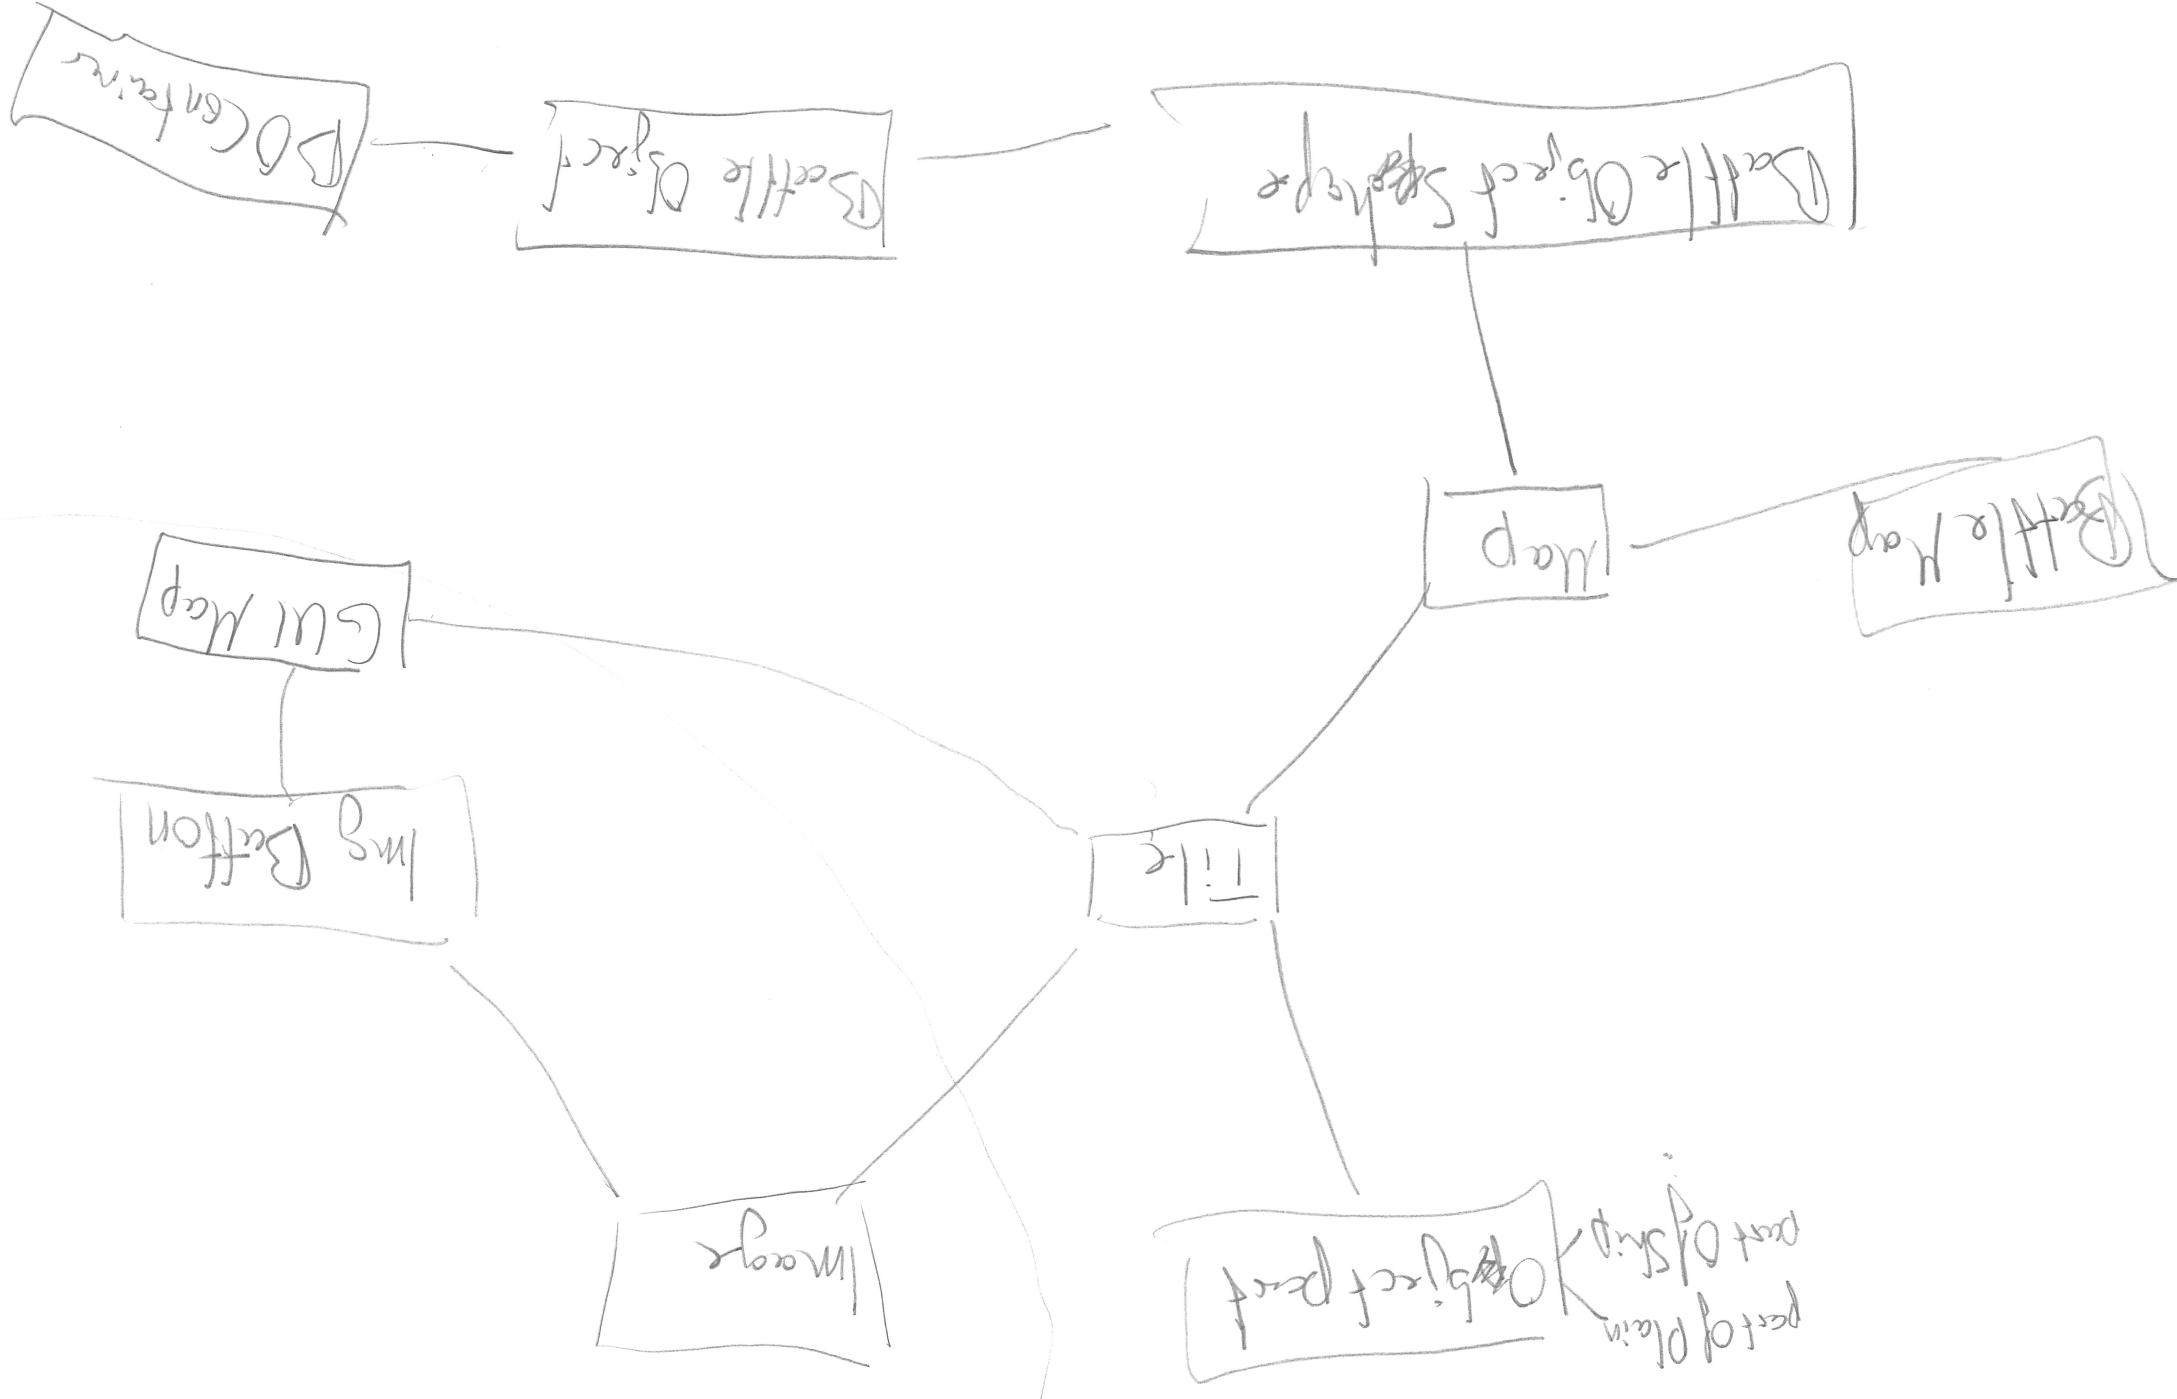 part Of Plain
part Of Ship
...
Object part
Image
Tile
Img Button
GUI Map
Battle Map
Map
Battle Object Shape
Battle Object
BO Container